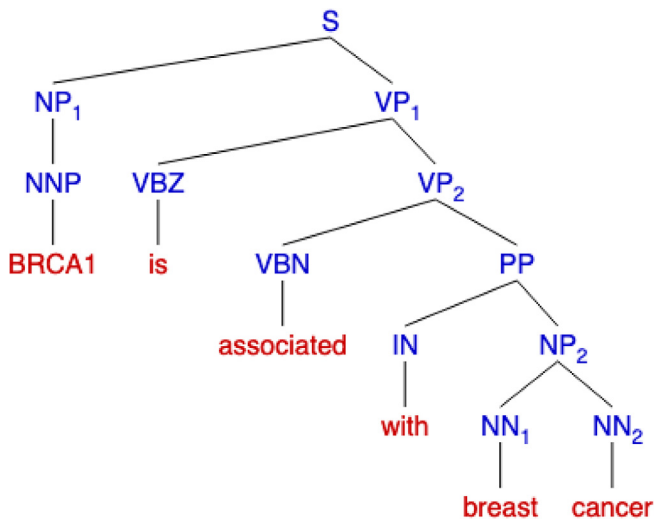 S
NP₁ VP₁
NNP VBZ VP₂
BRCA1 is VBN PP
associated IN NP₂
with NN₁ NN₂
breast cancer